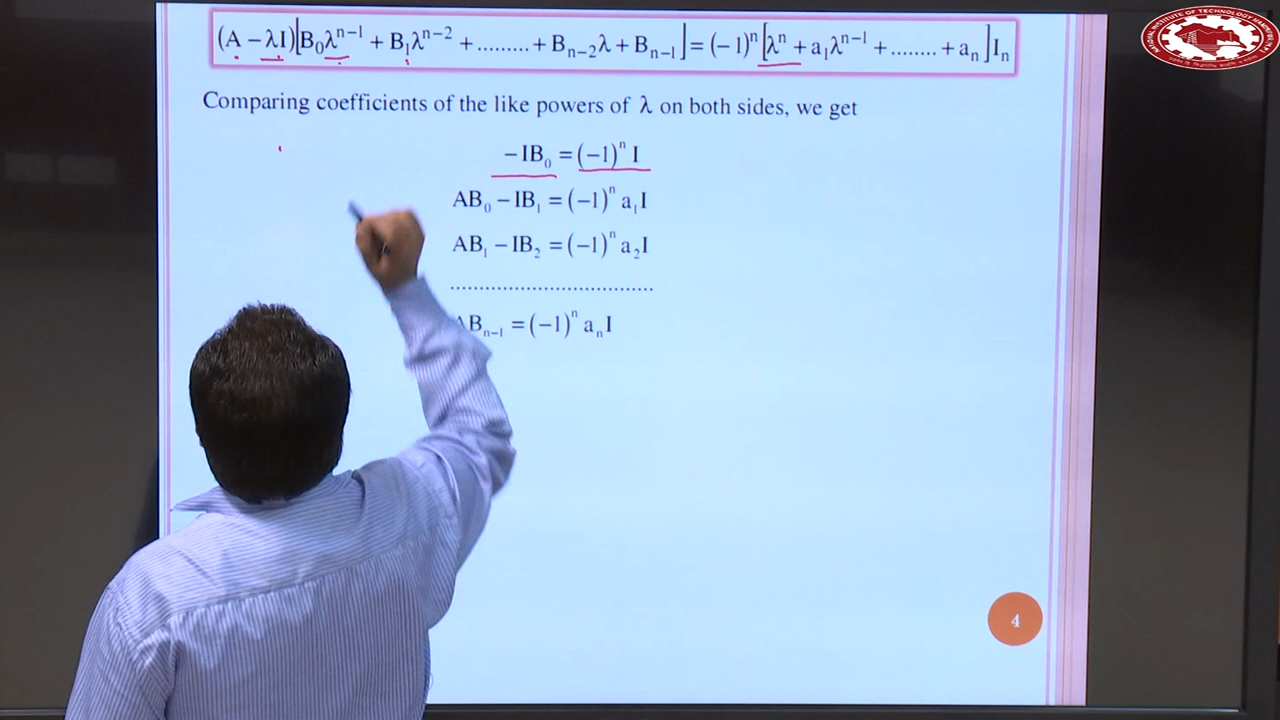 (A − λI)[B₀λⁿ⁻¹ + B₁λⁿ⁻² + ......... + Bₙ₋₂λ + Bₙ₋₁] = (−1)ⁿ [λⁿ + a₁λⁿ⁻¹ + ........ + aₙ] Iₙ
Comparing coefficients of the like powers of λ on both sides, we get
−IB₀ = (−1)ⁿ I
AB₀ − IB₁ = (−1)ⁿ a₁I
AB₁ − IB₂ = (−1)ⁿ a₂I
.................................
ABₙ₋₁ = (−1)ⁿ aₙI
4